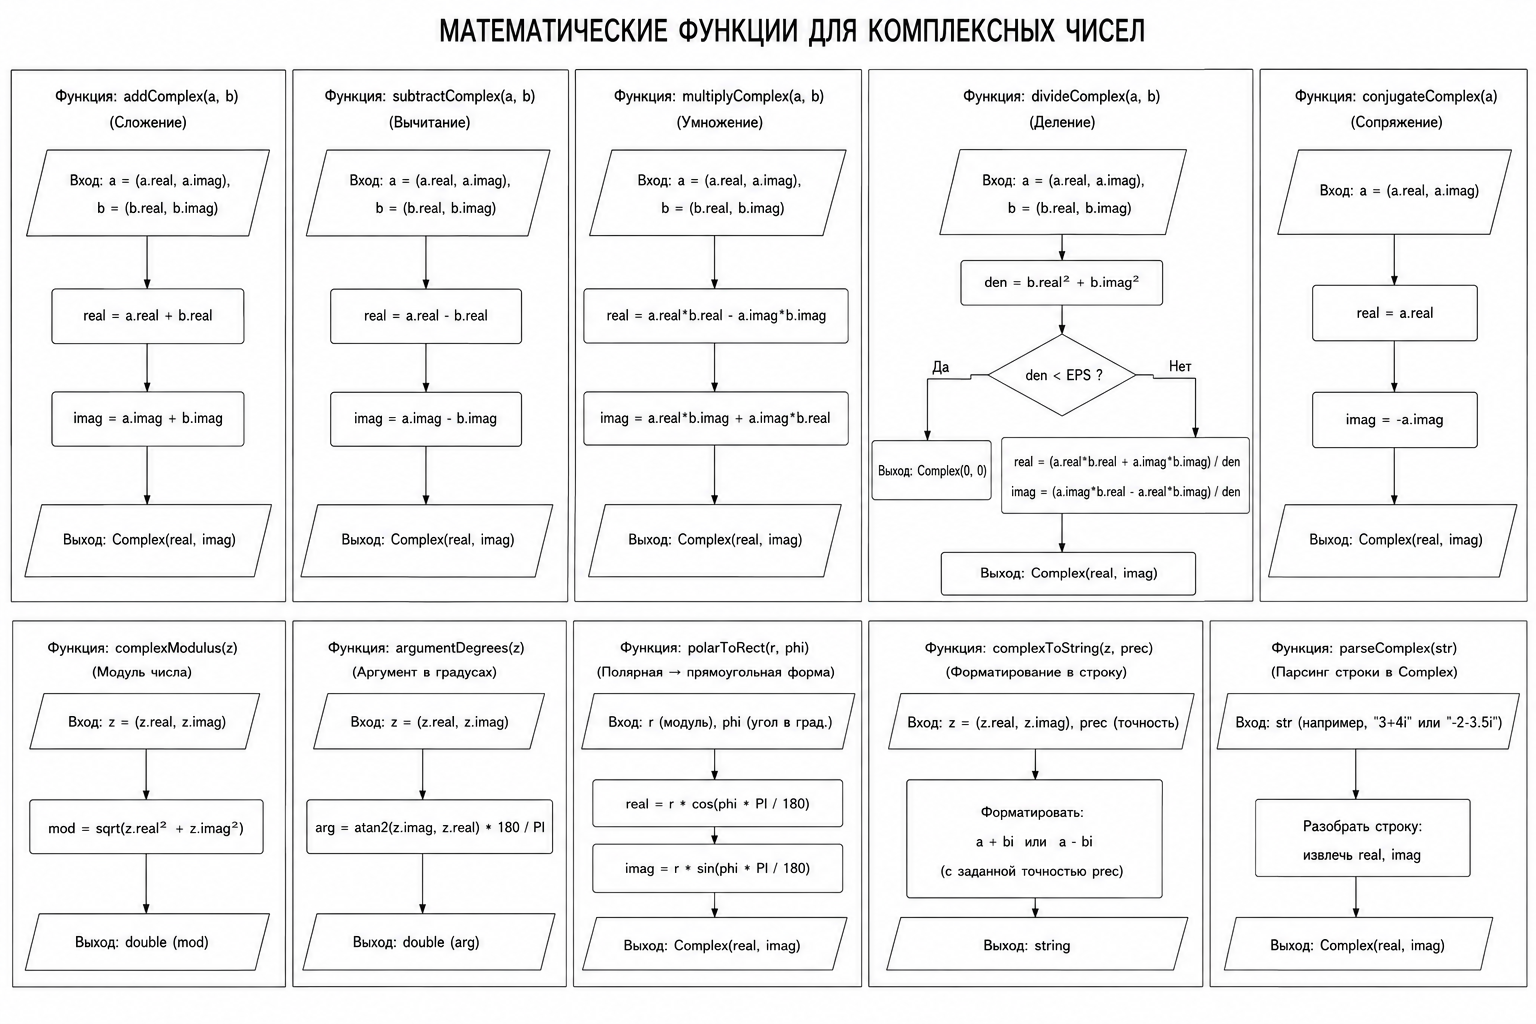 МАТЕМАТИЧЕСКИЕ ФУНКЦИИ ДЛЯ КОМПЛЕКСНЫХ ЧИСЕЛ
Функция: addComplex(a, b)
(Сложение)
Вход: a = (a.real, a.imag),
b = (b.real, b.imag)
real = a.real + b.real
imag = a.imag + b.imag
Выход: Complex(real, imag)
Функция: subtractComplex(a, b)
(Вычитание)
Вход: a = (a.real, a.imag),
b = (b.real, b.imag)
real = a.real - b.real
imag = a.imag - b.imag
Выход: Complex(real, imag)
Функция: multiplyComplex(a, b)
(Умножение)
Вход: a = (a.real, a.imag),
b = (b.real, b.imag)
real = a.real*b.real - a.imag*b.imag
imag = a.real*b.imag + a.imag*b.real
Выход: Complex(real, imag)
Функция: divideComplex(a, b)
(Деление)
Вход: a = (a.real, a.imag),
b = (b.real, b.imag)
den = b.real² + b.imag²
den < EPS ?
Да
Нет
Выход: Complex(0, 0)
real = (a.real*b.real + a.imag*b.imag) / den
imag = (a.imag*b.real - a.real*b.imag) / den
Выход: Complex(real, imag)
Функция: conjugateComplex(a)
(Сопряжение)
Вход: a = (a.real, a.imag)
real = a.real
imag = -a.imag
Выход: Complex(real, imag)
Функция: complexModulus(z)
(Модуль числа)
Вход: z = (z.real, z.imag)
mod = sqrt(z.real² + z.imag²)
Выход: double (mod)
Функция: argumentDegrees(z)
(Аргумент в градусах)
Вход: z = (z.real, z.imag)
arg = atan2(z.imag, z.real) * 180 / PI
Выход: double (arg)
Функция: polarToRect(r, phi)
(Полярная → прямоугольная форма)
Вход: r (модуль), phi (угол в град.)
real = r * cos(phi * PI / 180)
imag = r * sin(phi * PI / 180)
Выход: Complex(real, imag)
Функция: complexToString(z, prec)
(Форматирование в строку)
Вход: z = (z.real, z.imag), prec (точность)
Форматировать:
a + bi или a - bi
(с заданной точностью prec)
Выход: string
Функция: parseComplex(str)
(Парсинг строки в Complex)
Вход: str (например, "3+4i" или "-2-3.5i")
Разобрать строку:
извлечь real, imag
Выход: Complex(real, imag)